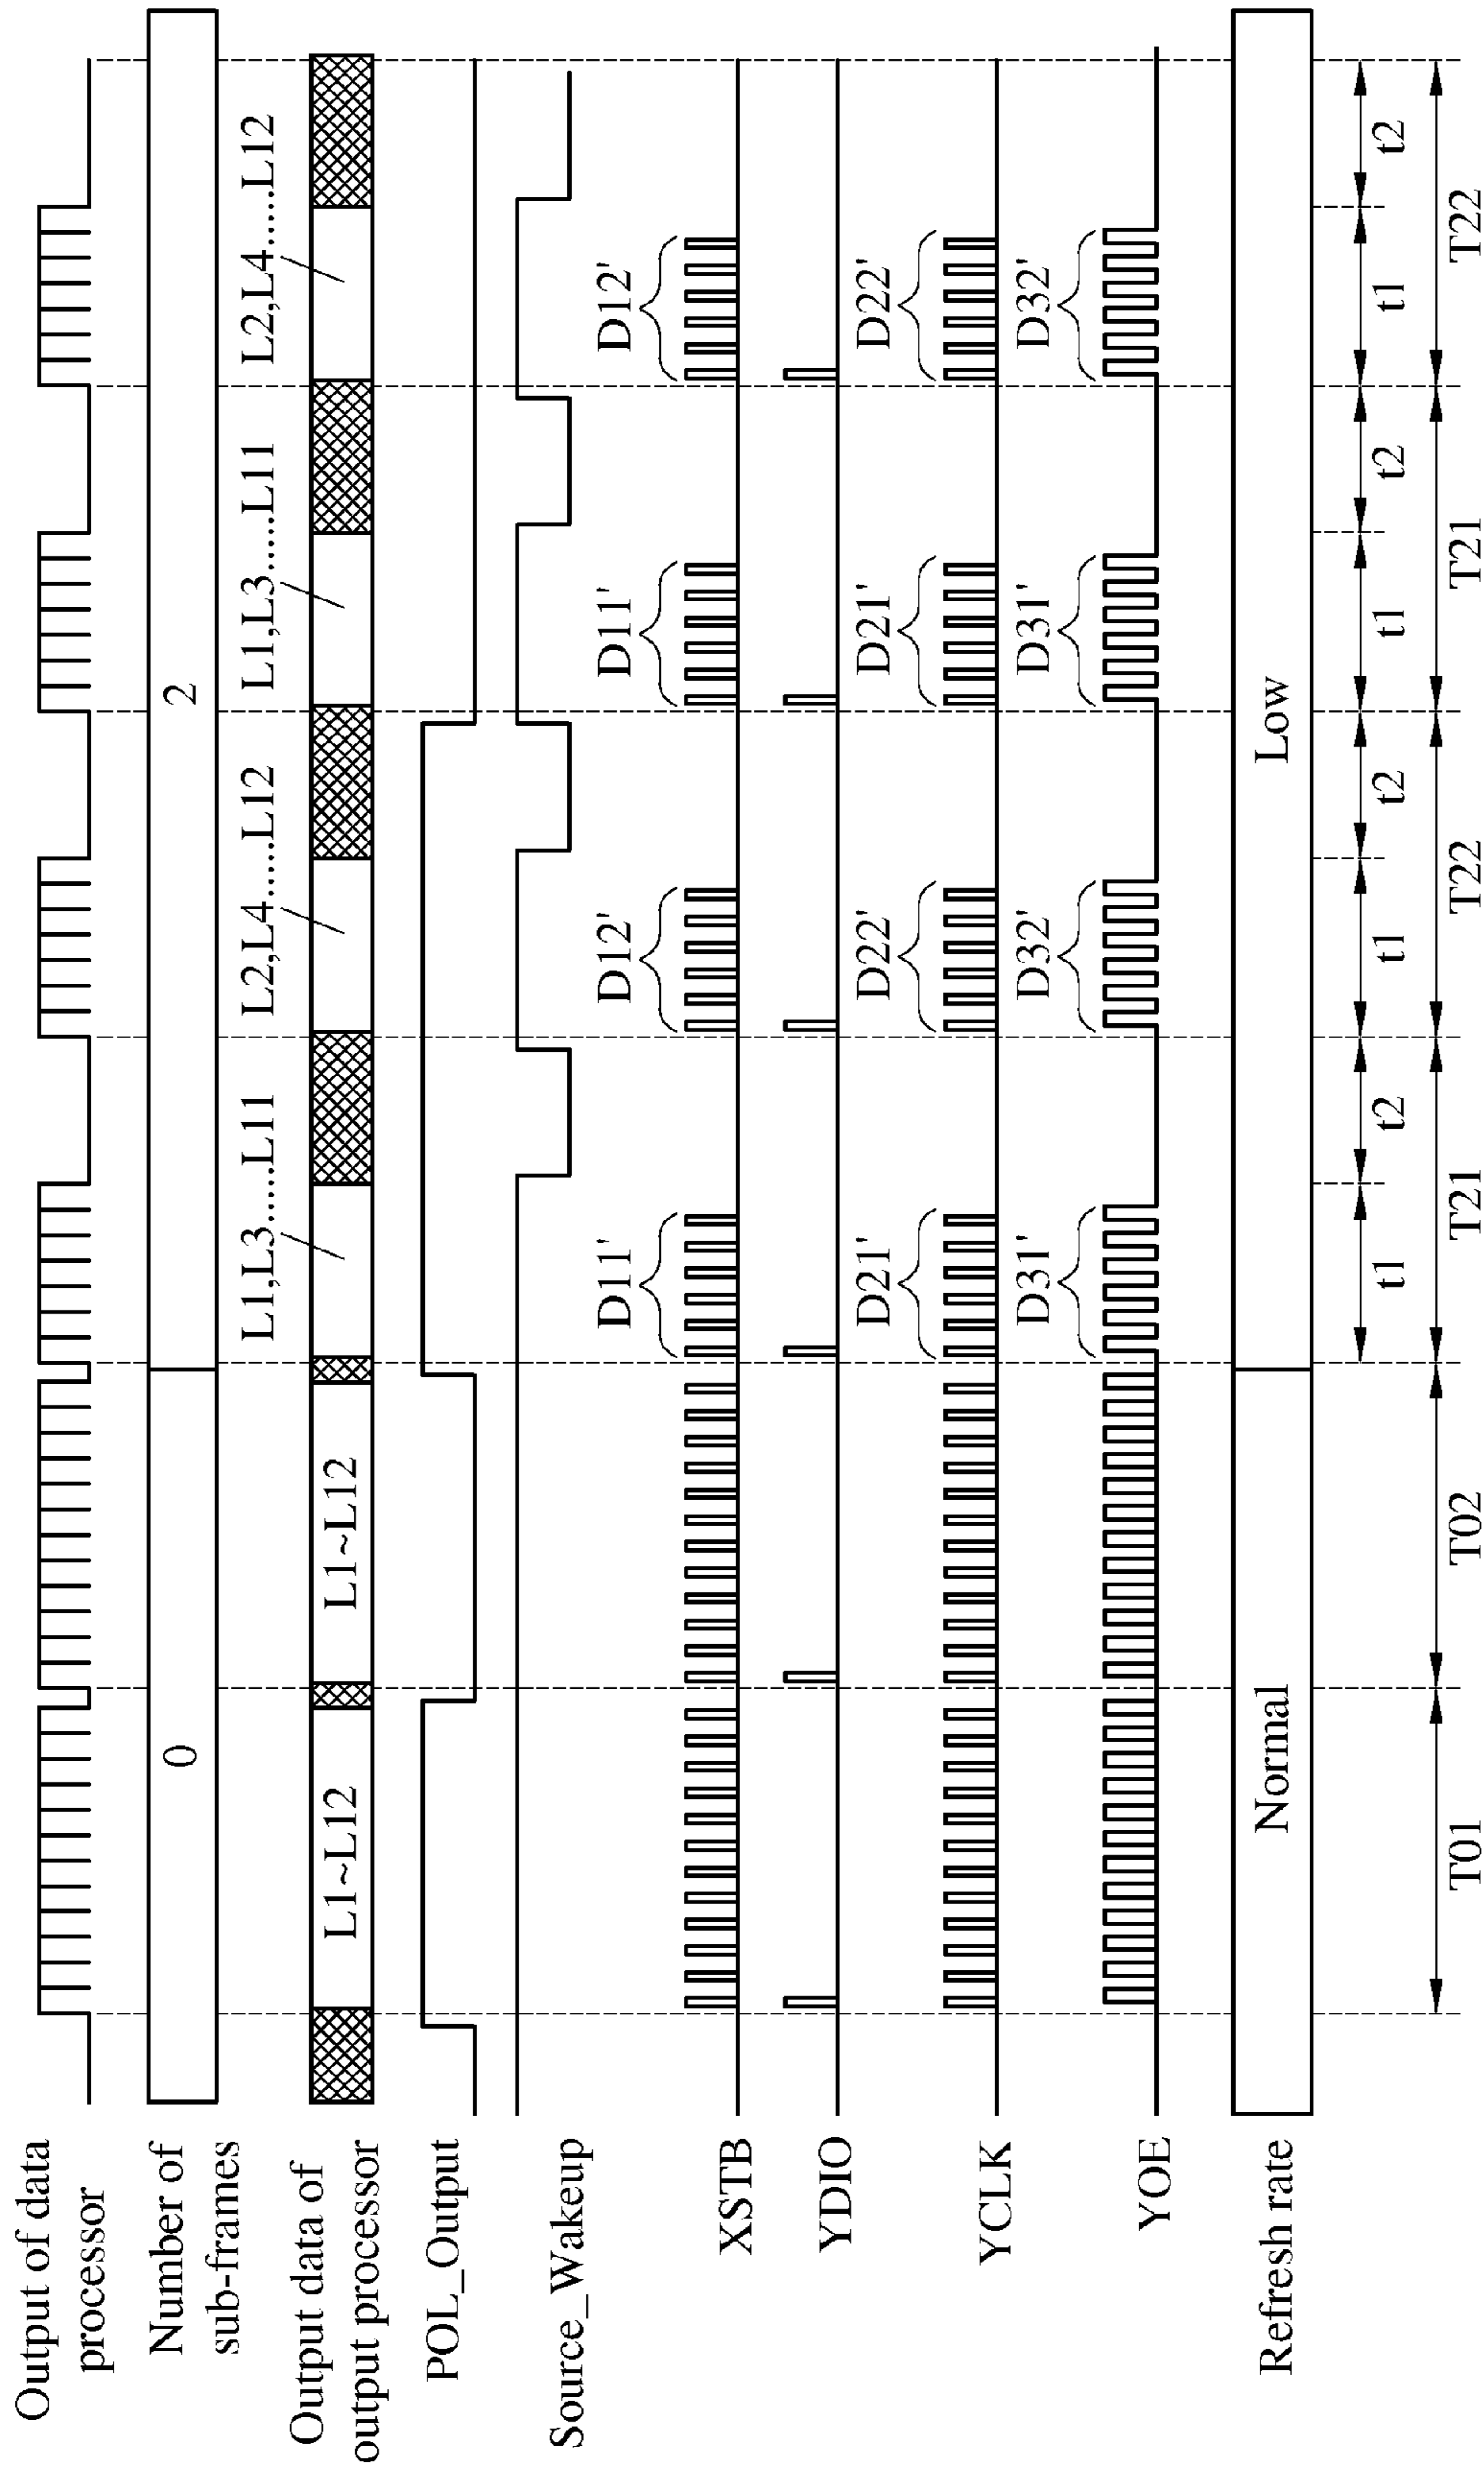 Output of data
processor
Number of
sub-frames
0
2
Output data of
output processor
L1~L12
L1~L12
L1,L3......L11
L2,L4......L12
L1,L3......L11
L2,L4......L12
POL_Output
Source_Wakeup
XSTB
D11'
D12'
D11'
D12'
YDIO
YCLK
D21'
D22'
D21'
D22'
YOE
D31'
D32'
D31'
D32'
Refresh rate
Normal
Low
t1
t2
t1
t2
t1
t2
t1
t2
T01
T02
T21
T22
T21
T22